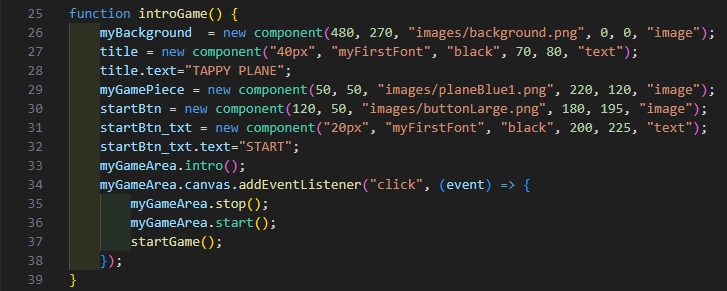 25 function introGame() {
26     myBackground  = new component(480, 270, "images/background.png", 0, 0, "image");
27     title = new component("40px", "myFirstFont", "black", 70, 80, "text");
28     title.text="TAPPY PLANE";
29     myGamePiece = new component(50, 50, "images/planeBlue1.png", 220, 120, "image");
30     startBtn = new component(120, 50, "images/buttonLarge.png", 180, 195, "image");
31     startBtn_txt = new component("20px", "myFirstFont", "black", 200, 225, "text");
32     startBtn_txt.text="START";
33     myGameArea.intro();
34     myGameArea.canvas.addEventListener("click", (event) => {
35         myGameArea.stop();
36         myGameArea.start();
37         startGame();
38     });
39 }